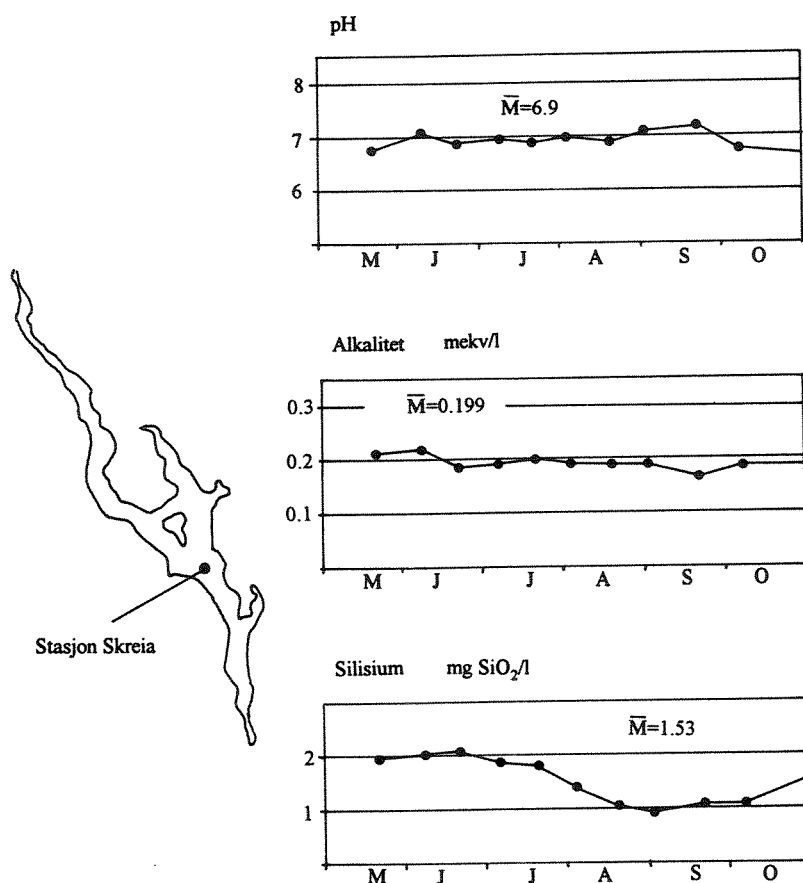 pH
8
M̅=6.9
7
6
M J J A S O
Alkalitet mekv/l
0.3
M̅=0.199
0.2
0.1
M J J A S O
Stasjon Skreia
Silisium mg SiO₂/l
M̅=1.53
2
1
M J J A S O